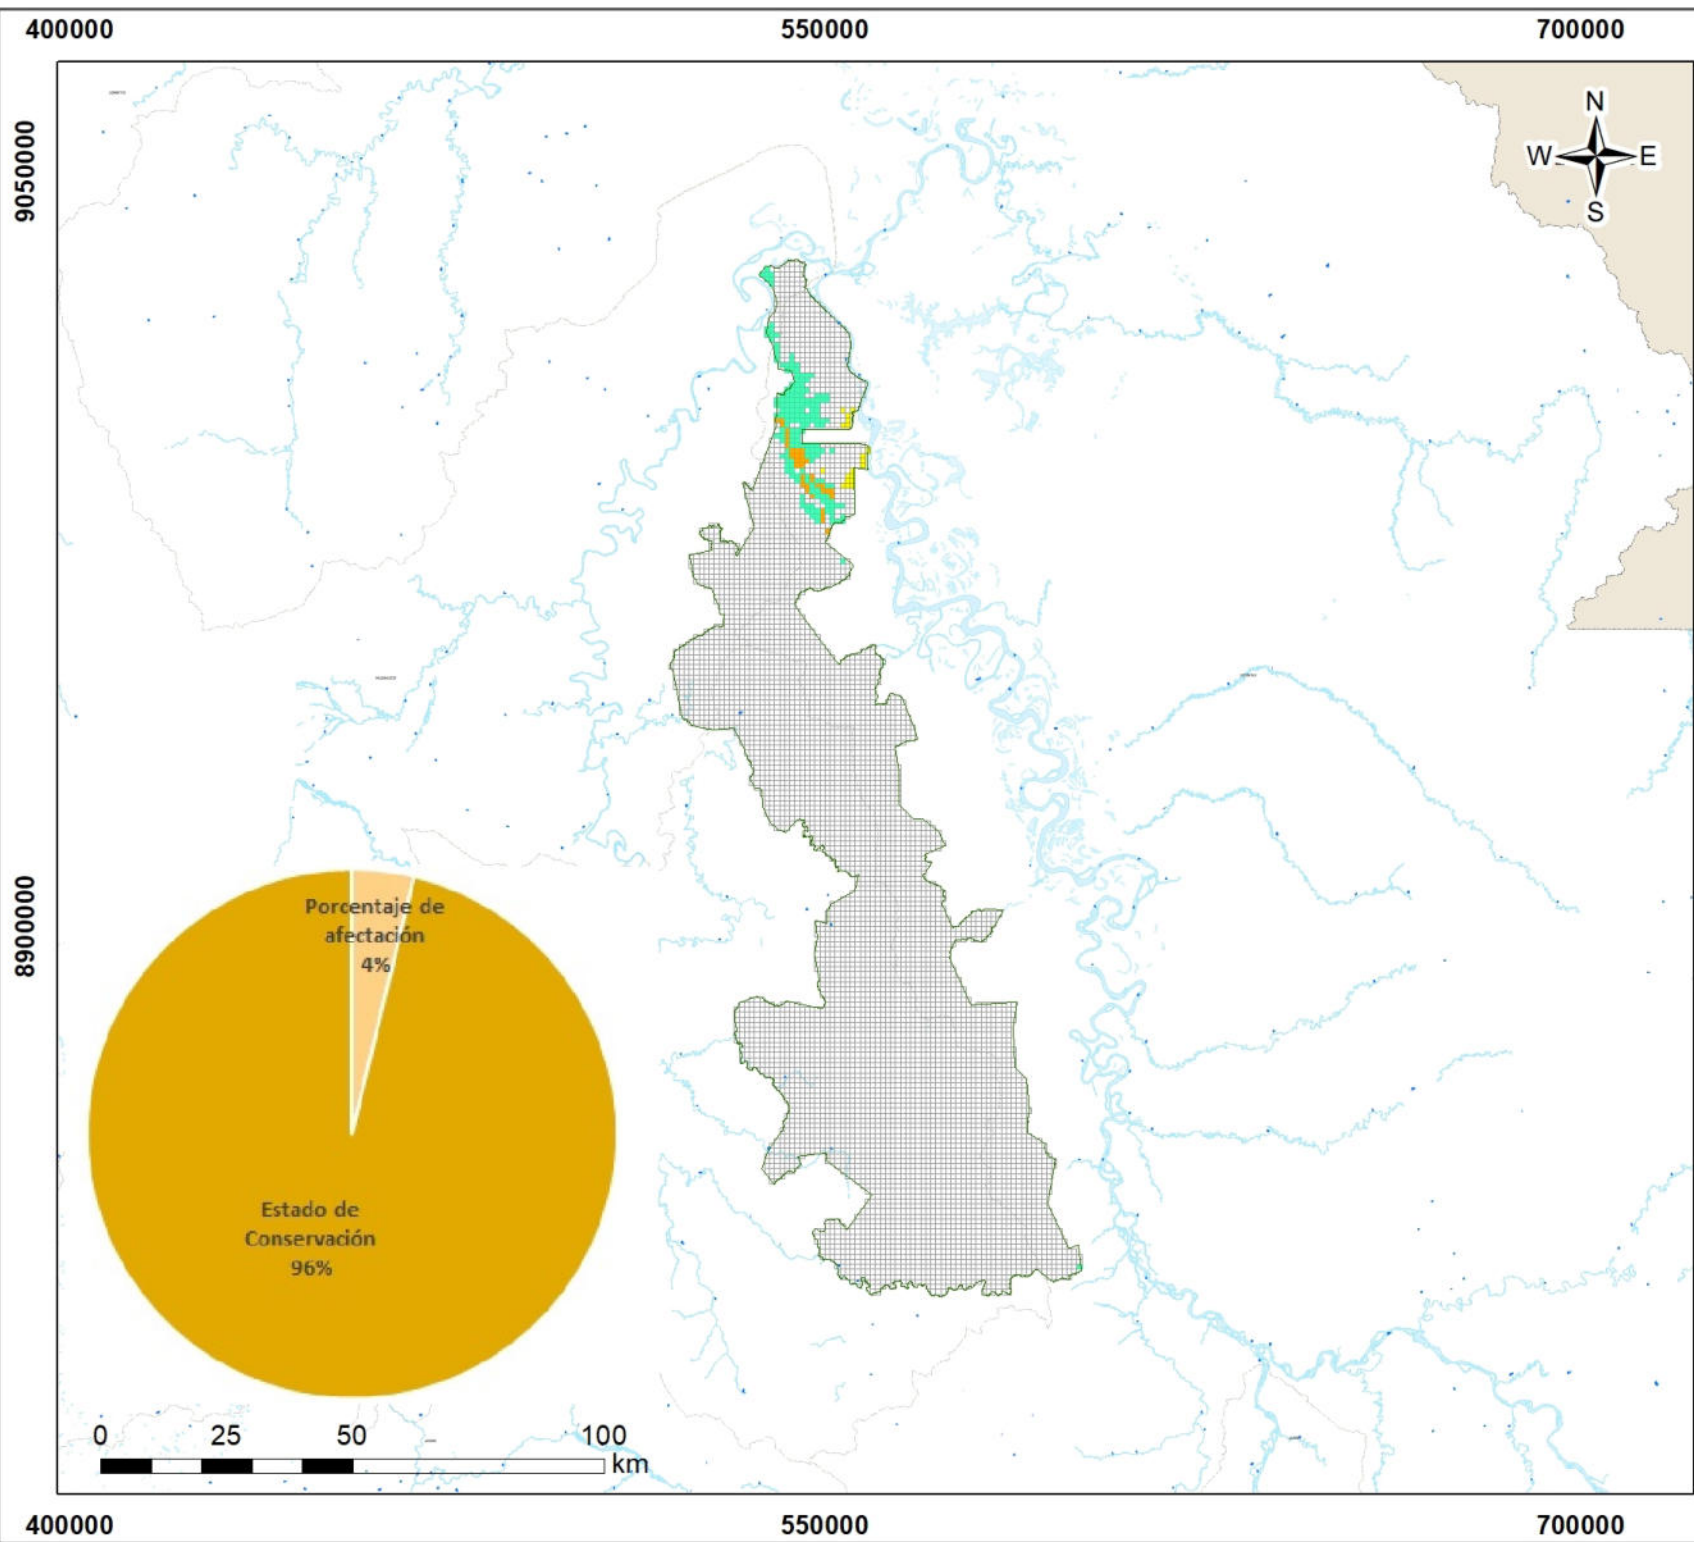 400000 550000 700000
9050000
N
W E
S
8900000
Porcentaje de
afectación
4%
Estado de
Conservación
96%
0 25 50 100
km
400000 550000 700000